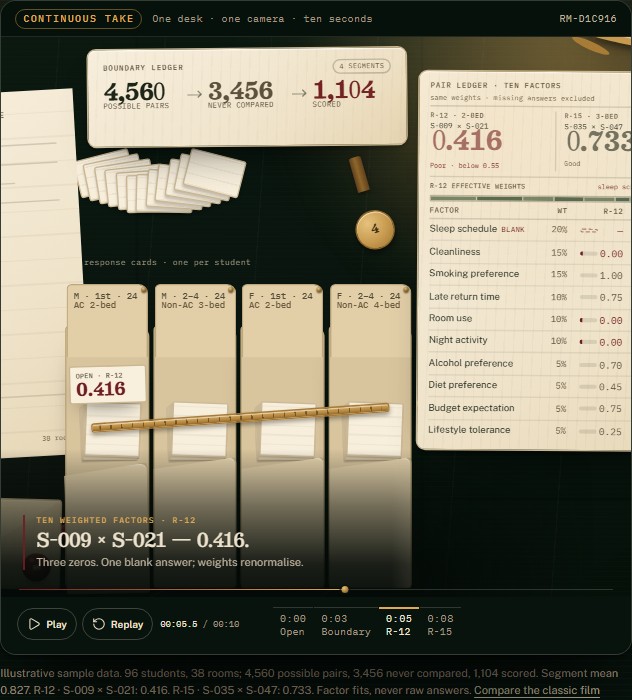 CONTINUOUS TAKE
One desk · one camera · ten seconds
RM-D1C916
BOUNDARY LEDGER
4 SEGMENTS
4,560 → 3,456 → 1,104
POSSIBLE PAIRS NEVER COMPARED SCORED
4
response cards · one per student
M · 1st · 24
AC 2-bed
M · 2–4 · 24
Non-AC 3-bed
F · 1st · 24
AC 2-bed
F · 2–4 · 24
Non-AC 4-bed
OPEN · R-12
0.416
PAIR LEDGER · TEN FACTORS
same weights · missing answers excluded
R-12 · 2-BED
S-009 × S-021
0.416
Poor · below 0.55
R-15 · 3-BED
S-035 × S-047
0.733
Good
R-12 EFFECTIVE WEIGHTS
sleep sc
FACTOR WT R-12
Sleep schedule BLANK 20% —
Cleanliness 15% 0.00
Smoking preference 15% 1.00
Late return time 10% 0.75
Room use 10% 0.00
Night activity 10% 0.00
Alcohol preference 5% 0.70
Diet preference 5% 0.45
Budget expectation 5% 0.75
Lifestyle tolerance 5% 0.25
TEN WEIGHTED FACTORS · R-12
S-009 × S-021 — 0.416.
Three zeros. One blank answer; weights renormalise.
Play
Replay
00:05.5 / 00:10
0:00 0:03 0:05 0:08
Open Boundary R-12 R-15
Illustrative sample data. 96 students, 38 rooms; 4,560 possible pairs, 3,456 never compared, 1,104 scored. Segment mean
0.827. R-12 · S-009 × S-021: 0.416. R-15 · S-035 × S-047: 0.733. Factor fits, never raw answers. Compare the classic film